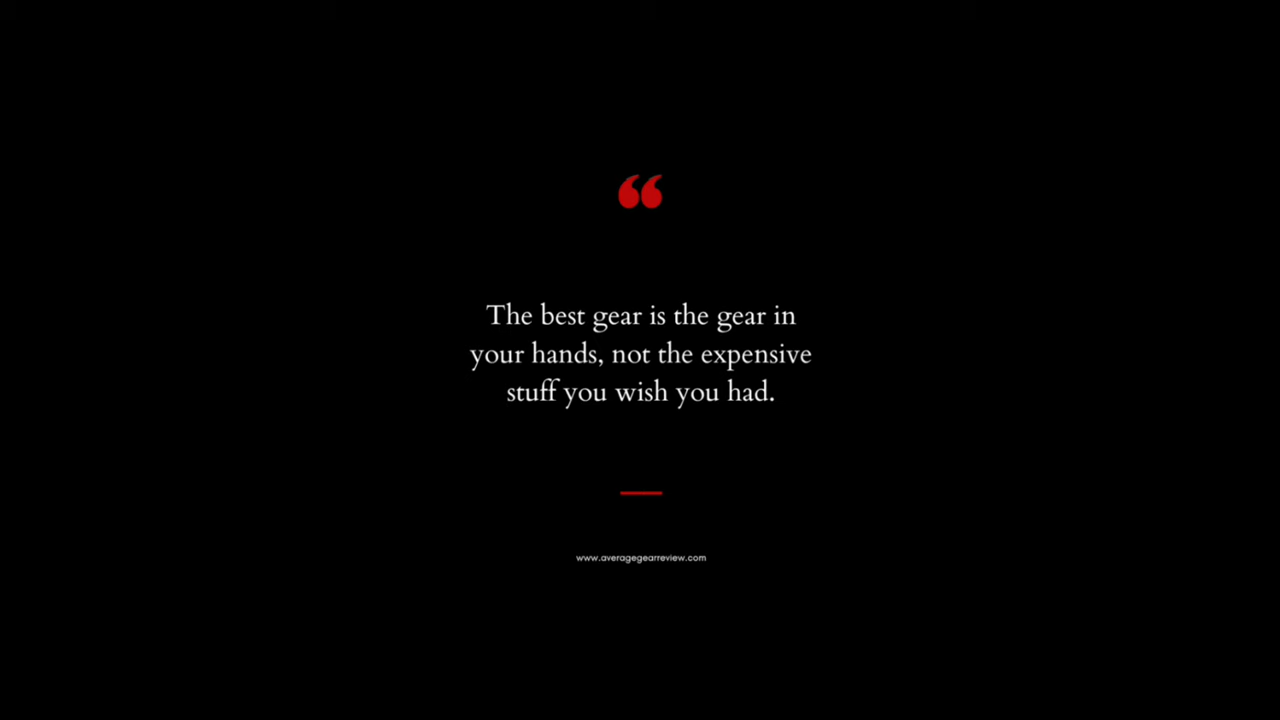 “
The best gear is the gear in
your hands, not the expensive
stuff you wish you had.
www.averagegearreview.com